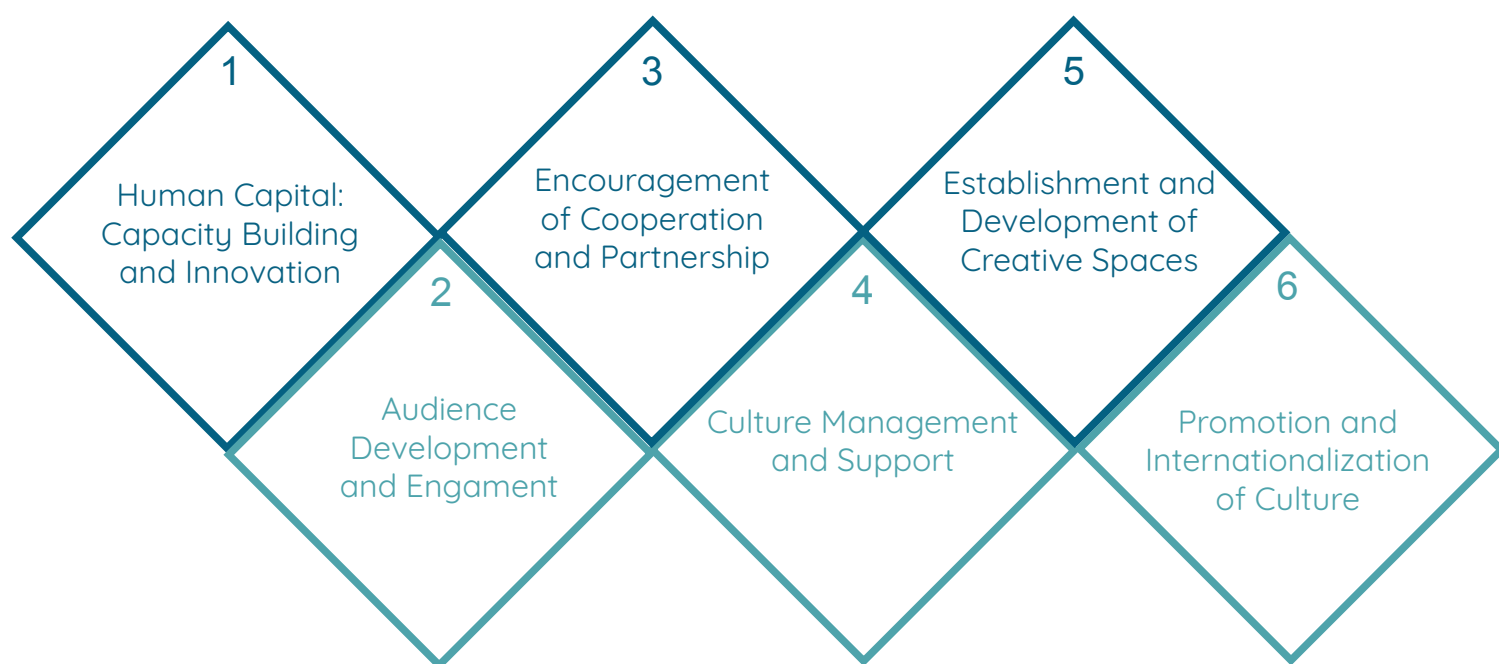 1
Human Capital:
Capacity Building
and Innovation
2
Audience
Development
and Engament
3
Encouragement
of Cooperation
and Partnership
4
Culture Management
and Support
5
Establishment and
Development of
Creative Spaces
6
Promotion and
Internationalization
of Culture